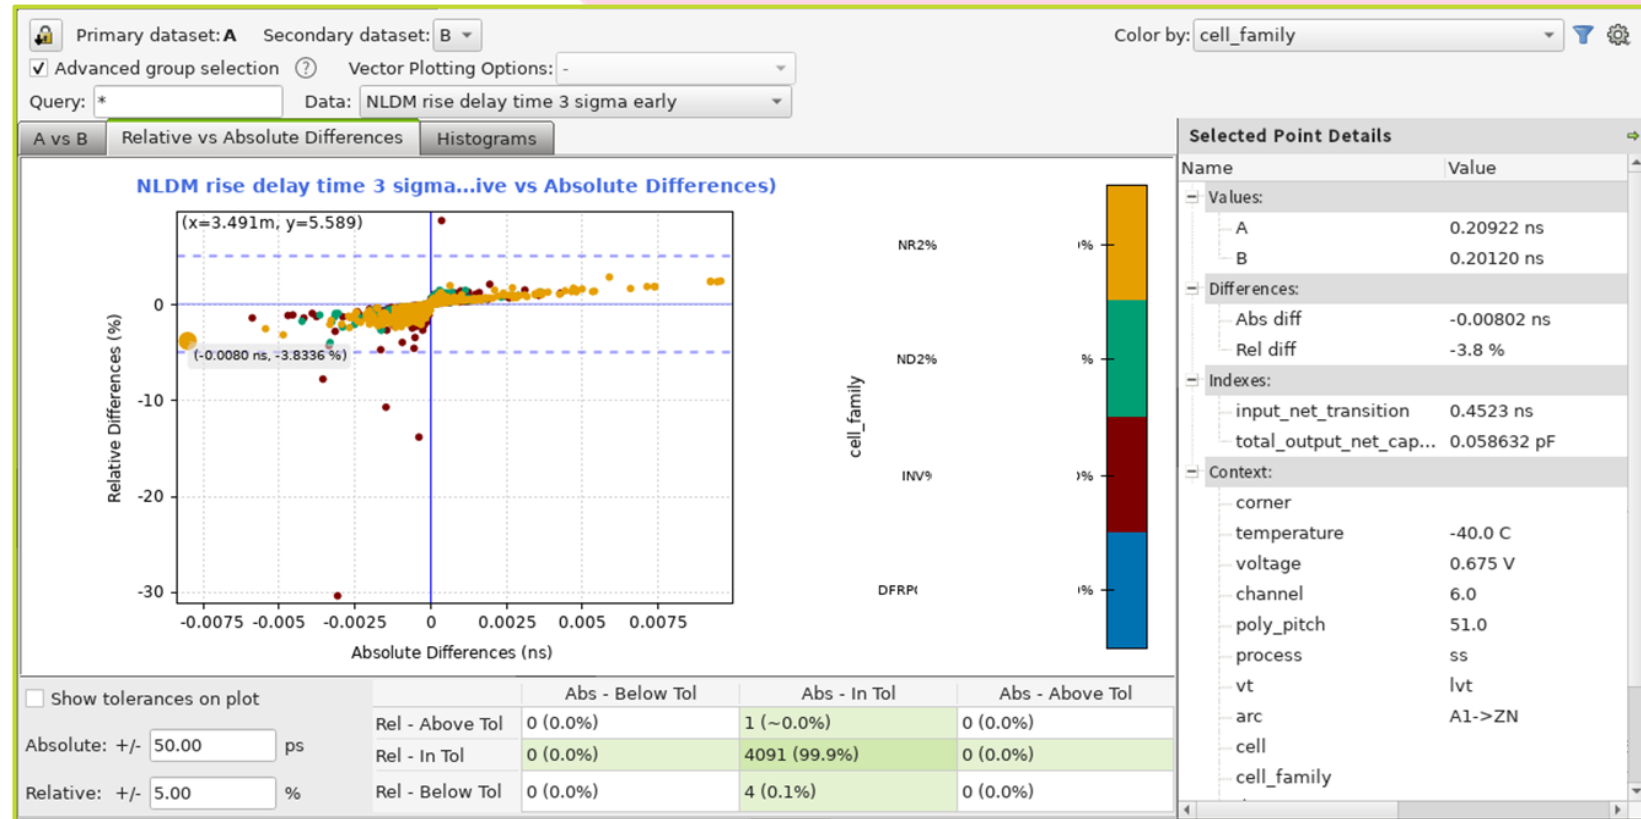 Primary dataset: A Secondary dataset: B Color by: cell_family
Advanced group selection ? Vector Plotting Options: -
Query: * Data: NLDM rise delay time 3 sigma early
A vs B Relative vs Absolute Differences Histograms
NLDM rise delay time 3 sigma...ive vs Absolute Differences)
(x=3.491m, y=5.589)
0
-10
-20
-30
Relative Differences (%)
(-0.0080 ns, -3.8336 %)
-0.0075 -0.005 -0.0025 0 0.0025 0.005 0.0075
Absolute Differences (ns)
cell_family
NR2% %
ND2% %
INV% %
DFRP %
Show tolerances on plot
Absolute: +/- 50.00 ps
Relative: +/- 5.00 %
Abs - Below Tol Abs - In Tol Abs - Above Tol
Rel - Above Tol 0 (0.0%) 1 (~0.0%) 0 (0.0%)
Rel - In Tol 0 (0.0%) 4091 (99.9%) 0 (0.0%)
Rel - Below Tol 0 (0.0%) 4 (0.1%) 0 (0.0%)
Selected Point Details
Name Value
Values:
A 0.20922 ns
B 0.20120 ns
Differences:
Abs diff -0.00802 ns
Rel diff -3.8 %
Indexes:
input_net_transition 0.4523 ns
total_output_net_cap... 0.058632 pF
Context:
corner
temperature -40.0 C
voltage 0.675 V
channel 6.0
poly_pitch 51.0
process ss
vt lvt
arc A1->ZN
cell
cell_family